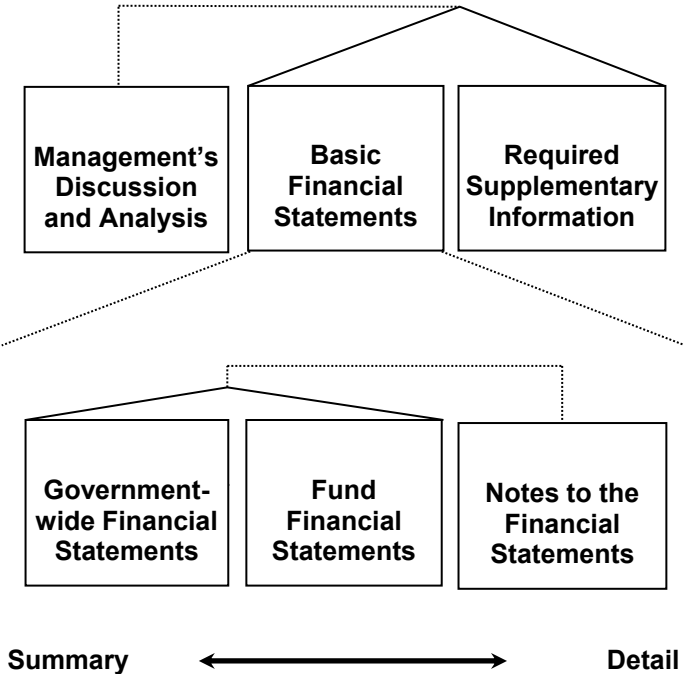 Management's
Discussion
and Analysis
Basic
Financial
Statements
Required
Supplementary
Information
Government-
wide Financial
Statements
Fund
Financial
Statements
Notes to the
Financial
Statements
Summary
Detail